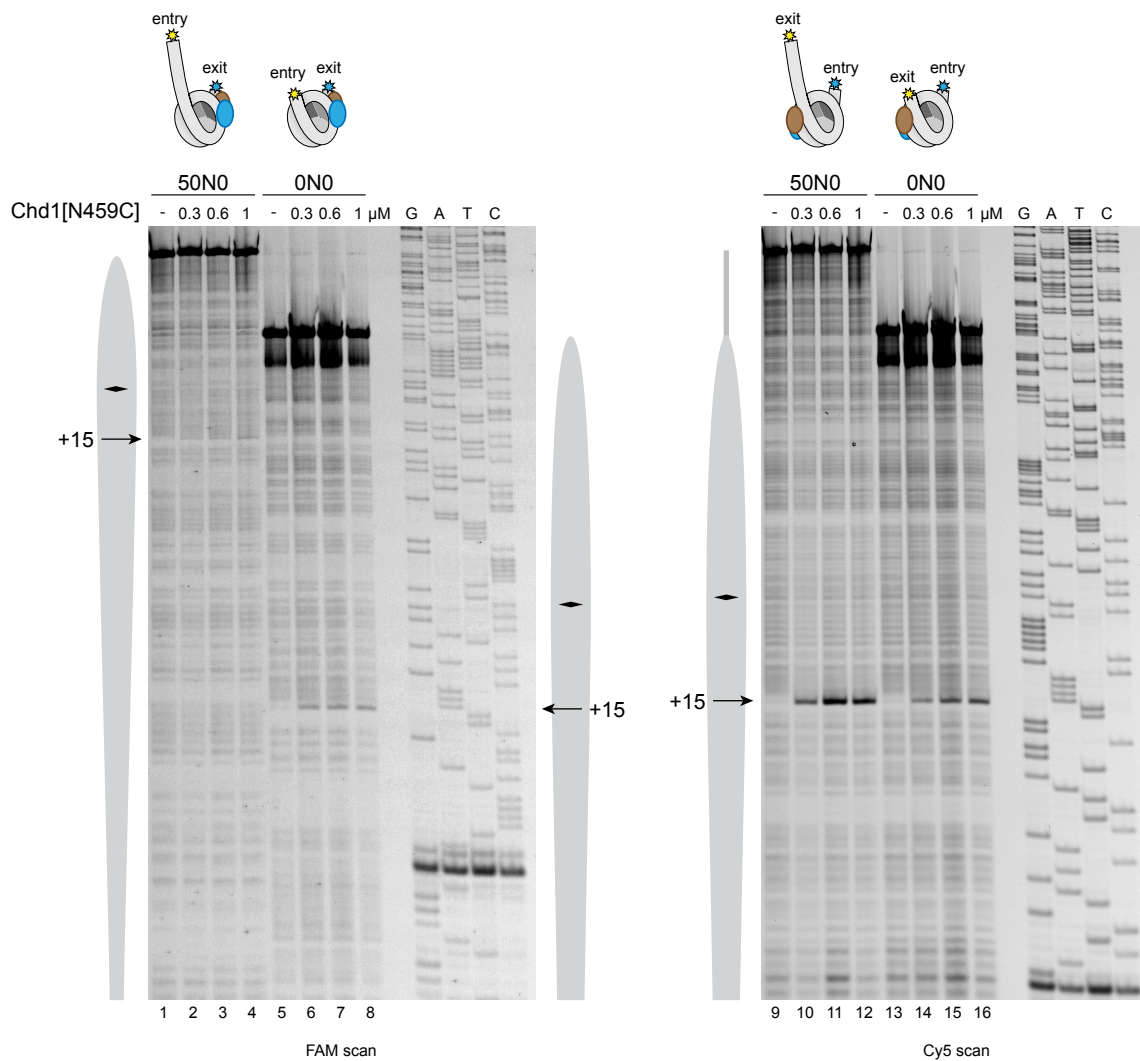 entry
exit
entry
exit
50N0
0N0
Chd1[N459C]
- 0.3 0.6 1 - 0.3 0.6 1 µM G A T C
+15
+15
1 2 3 4 5 6 7 8
FAM scan
exit
entry
exit
entry
50N0
0N0
- 0.3 0.6 1 - 0.3 0.6 1 µM G A T C
+15
9 10 11 12 13 14 15 16
Cy5 scan